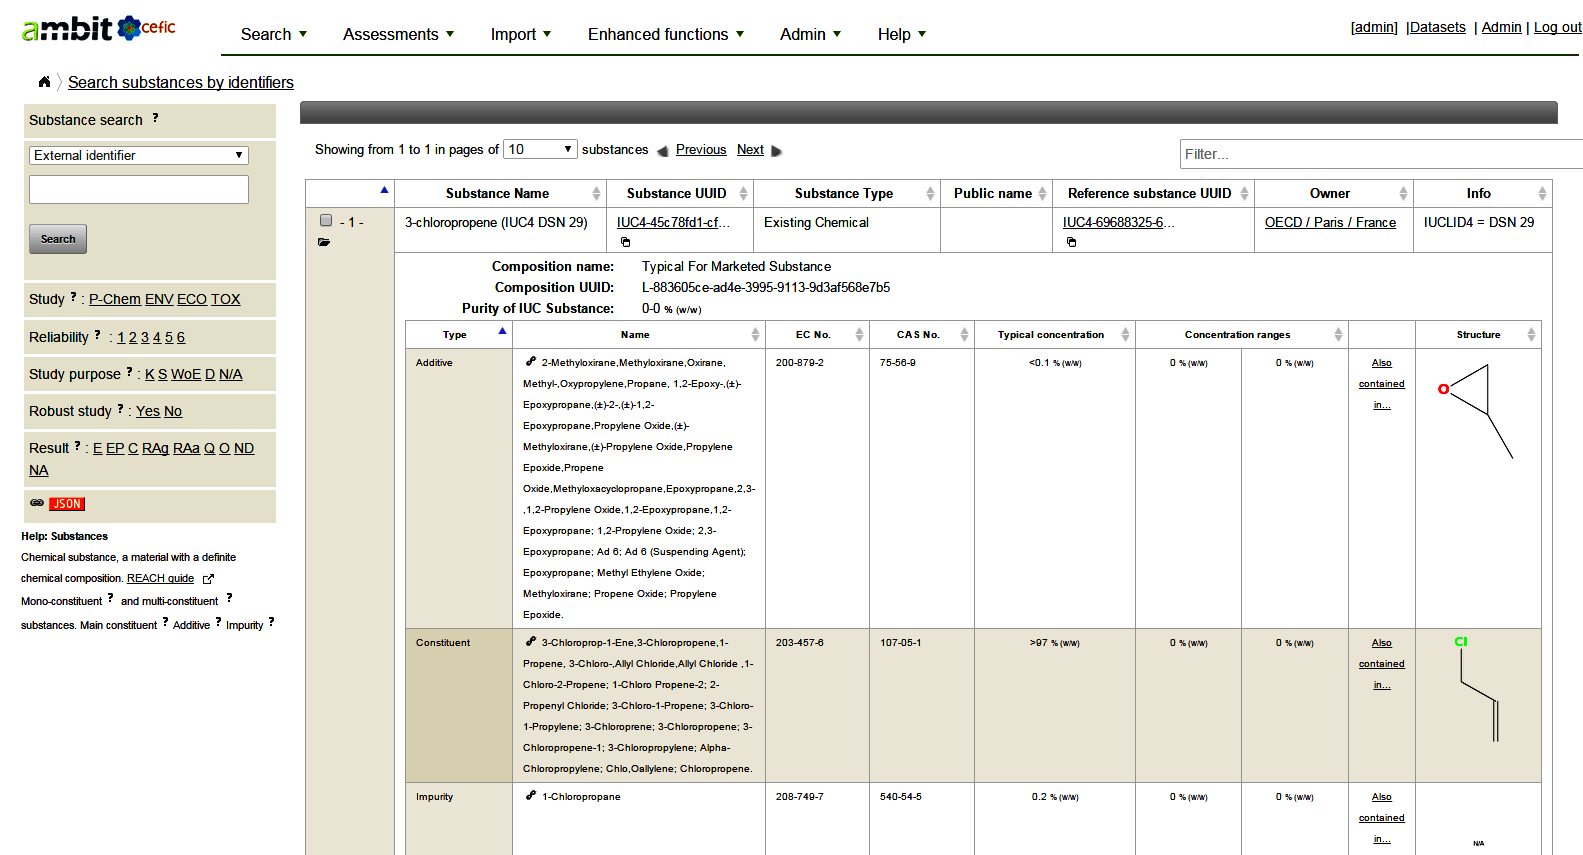 ambit cefic
Search ▼ Assessments ▼ Import ▼ Enhanced functions ▼ Admin ▼ Help ▼
[admin] |Datasets | Admin | Log out
Search substances by identifiers
Substance search ?
External identifier ▼
Search
Study ? : P-Chem ENV ECO TOX
Reliability ? : 1 2 3 4 5 6
Study purpose ? : K S WoE D N/A
Robust study ? : Yes No
Result ? : E EP C RAg RAa Q O ND
NA
JSON
Help: Substances
Chemical substance, a material with a definite
chemical composition. REACH guide
Mono-constituent ? and multi-constituent ?
substances. Main constituent ? Additive ? Impurity ?
Showing from 1 to 1 in pages of 10 ▼ substances Previous Next
Filter...
Substance Name Substance UUID Substance Type Public name Reference substance UUID Owner Info
- 1 - 3-chloropropene (IUC4 DSN 29) IUC4-45c78fd1-cf... Existing Chemical IUC4-69688325-6... OECD / Paris / France IUCLID4 = DSN 29
Composition name: Typical For Marketed Substance
Composition UUID: L-883605ce-ad4e-3995-9113-9d3af568e7b5
Purity of IUC Substance: 0-0 % (w/w)
Type Name EC No. CAS No. Typical concentration Concentration ranges Structure
Additive 2-Methyloxirane,Methyloxirane,Oxirane, 200-879-2 75-56-9 <0.1 % (w/w) 0 % (w/w) 0 % (w/w) Also
Methyl-,Oxypropylene,Propane, 1,2-Epoxy-,(±)- contained
Epoxypropane,(±)-2-,(±)-1,2- in...
O
Epoxypropane,Propylene Oxide,(±)-
Methyloxirane,(±)-Propylene Oxide,Propylene
Epoxide,Propene
Oxide,Methyloxacyclopropane,Epoxypropane,2,3-
,1,2-Propylene Oxide,1,2-Epoxypropane,1,2-
Epoxypropane; 1,2-Propylene Oxide; 2,3-
Epoxypropane; Ad 6; Ad 6 (Suspending Agent);
Epoxypropane; Methyl Ethylene Oxide;
Methyloxirane; Propene Oxide; Propylene
Epoxide.
Constituent 3-Chloroprop-1-Ene,3-Chloropropene,1- 203-457-6 107-05-1 >97 % (w/w) 0 % (w/w) 0 % (w/w) Also Cl
Propene, 3-Chloro-,Allyl Chloride,Allyl Chloride ,1- contained
Chloro-2-Propene; 1-Chloro Propene-2; 2- in...
Propenyl Chloride; 3-Chloro-1-Propene; 3-Chloro-
1-Propylene; 3-Chloroprene; 3-Chloropropene; 3-
Chloropropene-1; 3-Chloropropylene; Alpha-
Chloropropylene; Chlo,Oallylene; Chloropropene.
Impurity 1-Chloropropane 208-749-7 540-54-5 0.2 % (w/w) 0 % (w/w) 0 % (w/w) Also
contained
in...
N/A